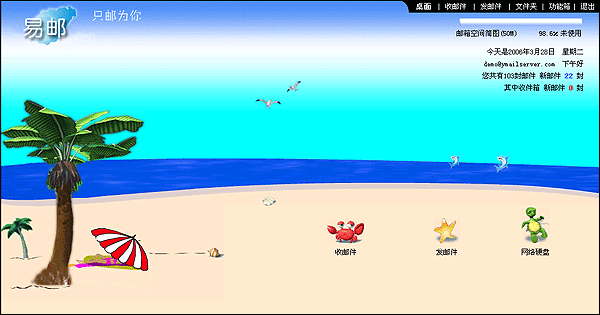 易邮 只邮为你
桌面 | 收邮件 | 发邮件 | 文件夹 | 功能箱 | 退出
邮箱空间简图(50M) 98.6% 未使用
今天是2006年3月28日 星期二
demo@ymailserver.com 下午好
您共有103封邮件 新邮件 22 封
其中收件箱 新邮件 0 封
收邮件 发邮件 网络硬盘